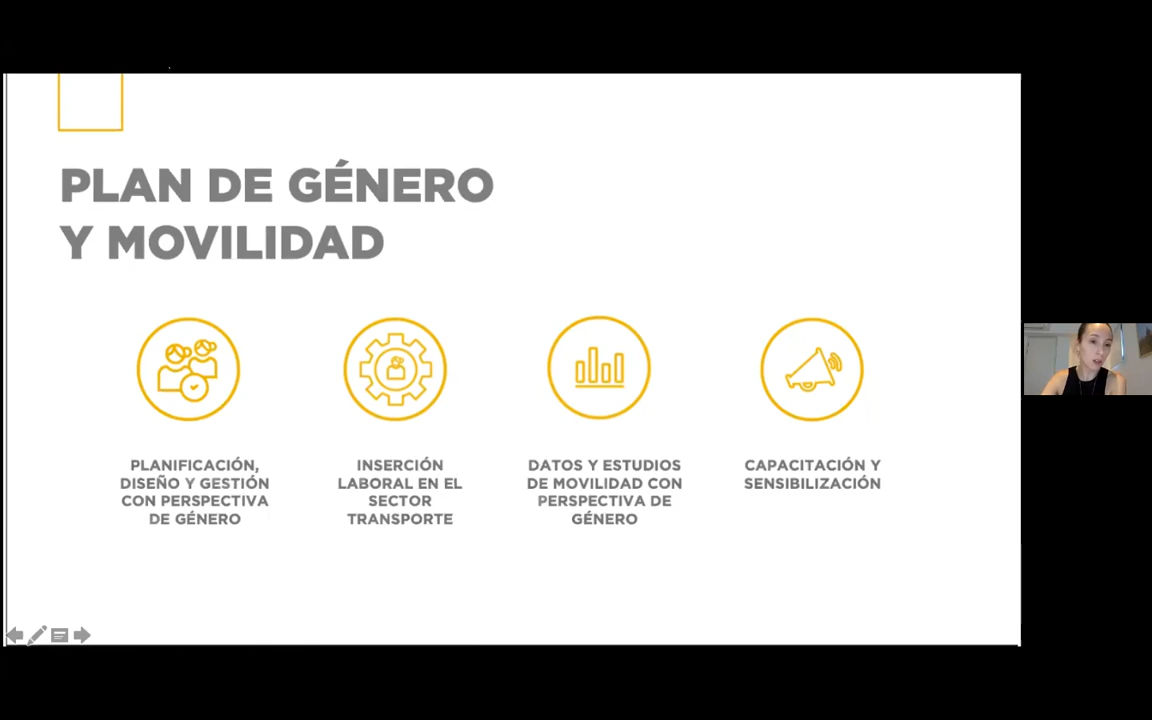 PLAN DE GÉNERO
Y MOVILIDAD
PLANIFICACIÓN,
DISEÑO Y GESTIÓN
CON PERSPECTIVA
DE GÉNERO
INSERCIÓN
LABORAL EN EL
SECTOR
TRANSPORTE
DATOS Y ESTUDIOS
DE MOVILIDAD CON
PERSPECTIVA DE
GÉNERO
CAPACITACIÓN Y
SENSIBILIZACIÓN